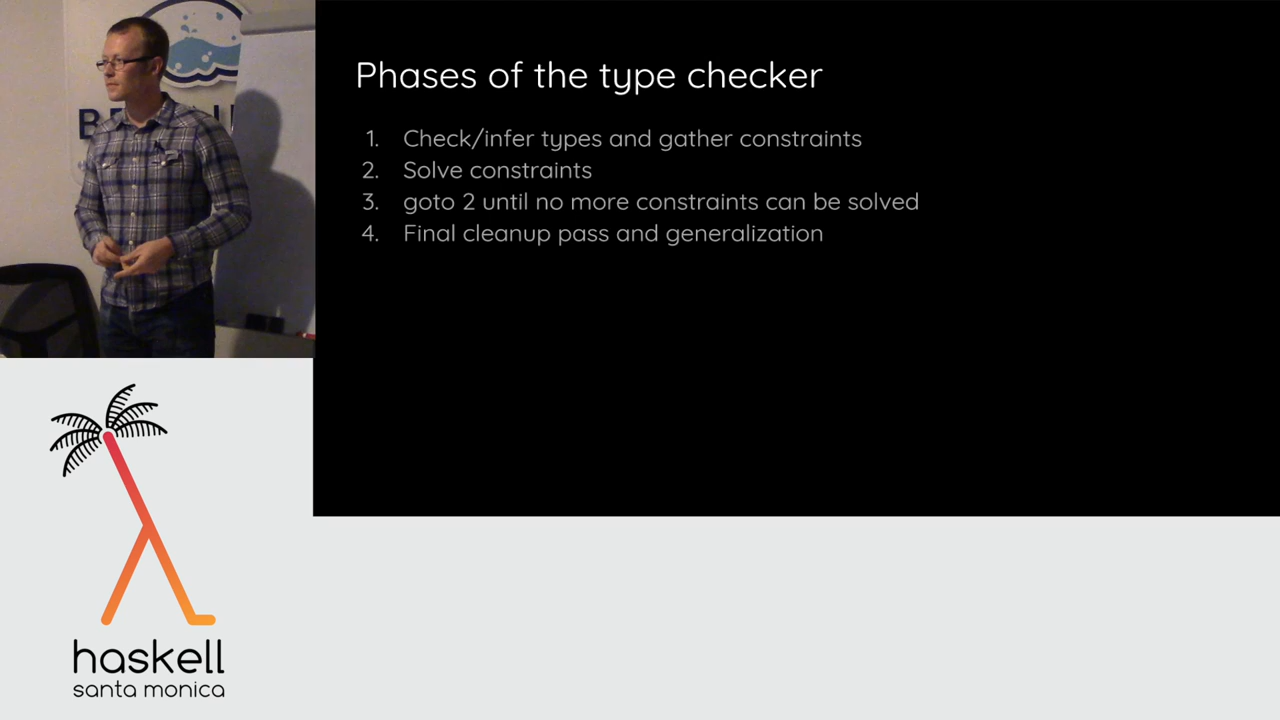 Phases of the type checker
1. Check/infer types and gather constraints
2. Solve constraints
3. goto 2 until no more constraints can be solved
4. Final cleanup pass and generalization
haskell
santa monica